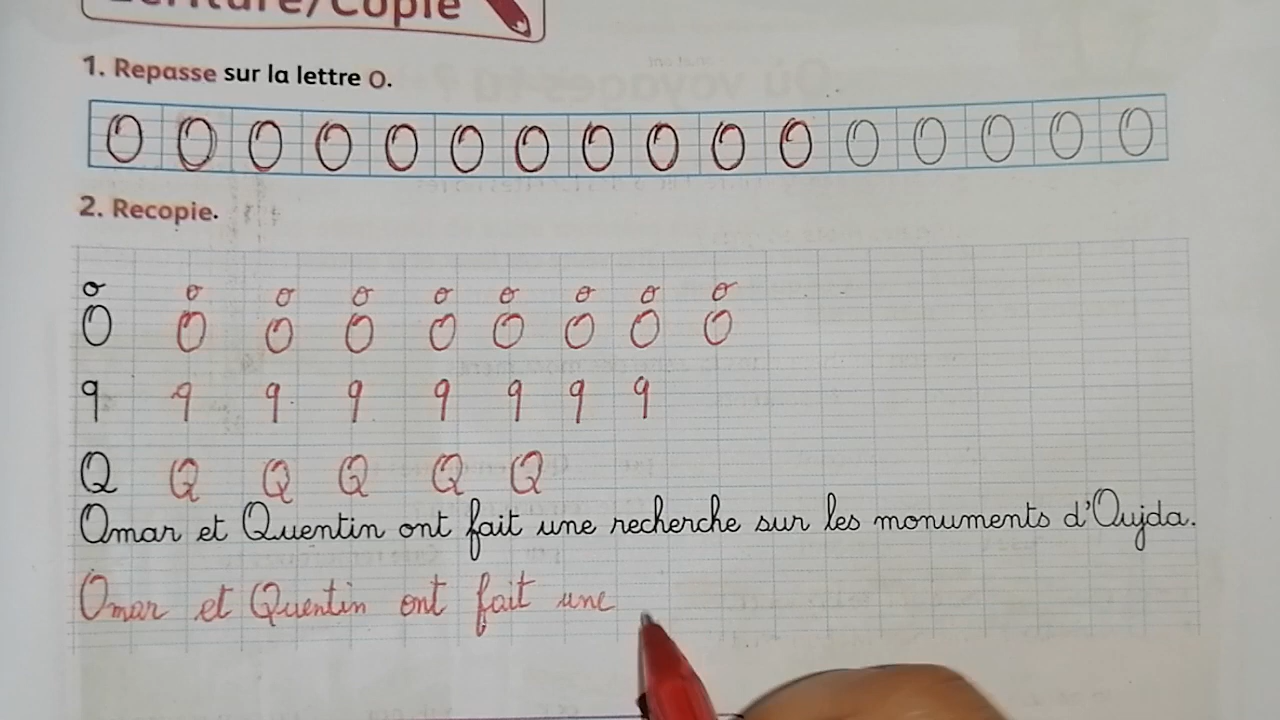 Ecriture/Copie
1. Repasse sur la lettre O.
O O O O O O O O O O O O O O O O
2. Recopie.
o o o o o o o o o
O O O O O O O O O
q q q q q q q q
Q Q Q Q Q Q
Omar et Quentin ont fait une recherche sur les monuments d'Oujda.
Omar et Quentin ont fait une